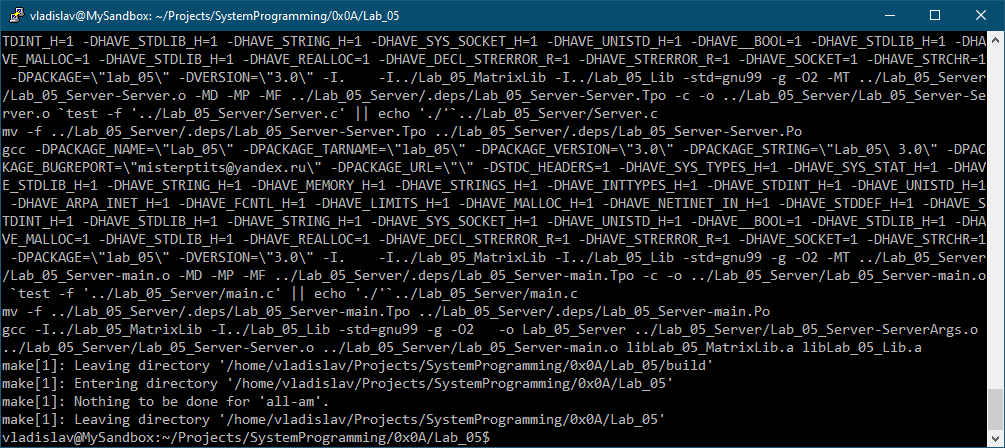 vladislav@MySandbox: ~/Projects/SystemProgramming/0x0A/Lab_05
TDINT_H=1 -DHAVE_STDLIB_H=1 -DHAVE_STRING_H=1 -DHAVE_SYS_SOCKET_H=1 -DHAVE_UNISTD_H=1 -DHAVE__BOOL=1 -DHAVE_STDLIB_H=1 -DHA
VE_MALLOC=1 -DHAVE_STDLIB_H=1 -DHAVE_REALLOC=1 -DHAVE_DECL_STRERROR_R=1 -DHAVE_STRERROR_R=1 -DHAVE_SOCKET=1 -DHAVE_STRCHR=1
 -DPACKAGE=\"lab_05\" -DVERSION=\"3.0\" -I.    -I../Lab_05_MatrixLib -I../Lab_05_Lib -std=gnu99 -g -O2 -MT ../Lab_05_Server
/Lab_05_Server-Server.o -MD -MP -MF ../Lab_05_Server/.deps/Lab_05_Server-Server.Tpo -c -o ../Lab_05_Server/Lab_05_Server-Se
rver.o `test -f '../Lab_05_Server/Server.c' || echo './'`../Lab_05_Server/Server.c
mv -f ../Lab_05_Server/.deps/Lab_05_Server-Server.Tpo ../Lab_05_Server/.deps/Lab_05_Server-Server.Po
gcc -DPACKAGE_NAME=\"Lab_05\" -DPACKAGE_TARNAME=\"lab_05\" -DPACKAGE_VERSION=\"3.0\" -DPACKAGE_STRING=\"Lab_05\ 3.0\" -DPAC
KAGE_BUGREPORT=\"misterptits@yandex.ru\" -DPACKAGE_URL=\"\" -DSTDC_HEADERS=1 -DHAVE_SYS_TYPES_H=1 -DHAVE_SYS_STAT_H=1 -DHAV
E_STDLIB_H=1 -DHAVE_STRING_H=1 -DHAVE_MEMORY_H=1 -DHAVE_STRINGS_H=1 -DHAVE_INTTYPES_H=1 -DHAVE_STDINT_H=1 -DHAVE_UNISTD_H=1
 -DHAVE_ARPA_INET_H=1 -DHAVE_FCNTL_H=1 -DHAVE_LIMITS_H=1 -DHAVE_MALLOC_H=1 -DHAVE_NETINET_IN_H=1 -DHAVE_STDDEF_H=1 -DHAVE_S
TDINT_H=1 -DHAVE_STDLIB_H=1 -DHAVE_STRING_H=1 -DHAVE_SYS_SOCKET_H=1 -DHAVE_UNISTD_H=1 -DHAVE__BOOL=1 -DHAVE_STDLIB_H=1 -DHA
VE_MALLOC=1 -DHAVE_STDLIB_H=1 -DHAVE_REALLOC=1 -DHAVE_DECL_STRERROR_R=1 -DHAVE_STRERROR_R=1 -DHAVE_SOCKET=1 -DHAVE_STRCHR=1
 -DPACKAGE=\"lab_05\" -DVERSION=\"3.0\" -I.    -I../Lab_05_MatrixLib -I../Lab_05_Lib -std=gnu99 -g -O2 -MT ../Lab_05_Server
/Lab_05_Server-main.o -MD -MP -MF ../Lab_05_Server/.deps/Lab_05_Server-main.Tpo -c -o ../Lab_05_Server/Lab_05_Server-main.o
 `test -f '../Lab_05_Server/main.c' || echo './'`../Lab_05_Server/main.c
mv -f ../Lab_05_Server/.deps/Lab_05_Server-main.Tpo ../Lab_05_Server/.deps/Lab_05_Server-main.Po
gcc -I../Lab_05_MatrixLib -I../Lab_05_Lib -std=gnu99 -g -O2   -o Lab_05_Server ../Lab_05_Server/Lab_05_Server-ServerArgs.o
../Lab_05_Server/Lab_05_Server-Server.o ../Lab_05_Server/Lab_05_Server-main.o libLab_05_MatrixLib.a libLab_05_Lib.a
make[1]: Leaving directory '/home/vladislav/Projects/SystemProgramming/0x0A/Lab_05/build'
make[1]: Entering directory '/home/vladislav/Projects/SystemProgramming/0x0A/Lab_05'
make[1]: Nothing to be done for 'all-am'.
make[1]: Leaving directory '/home/vladislav/Projects/SystemProgramming/0x0A/Lab_05'
vladislav@MySandbox:~/Projects/SystemProgramming/0x0A/Lab_05$